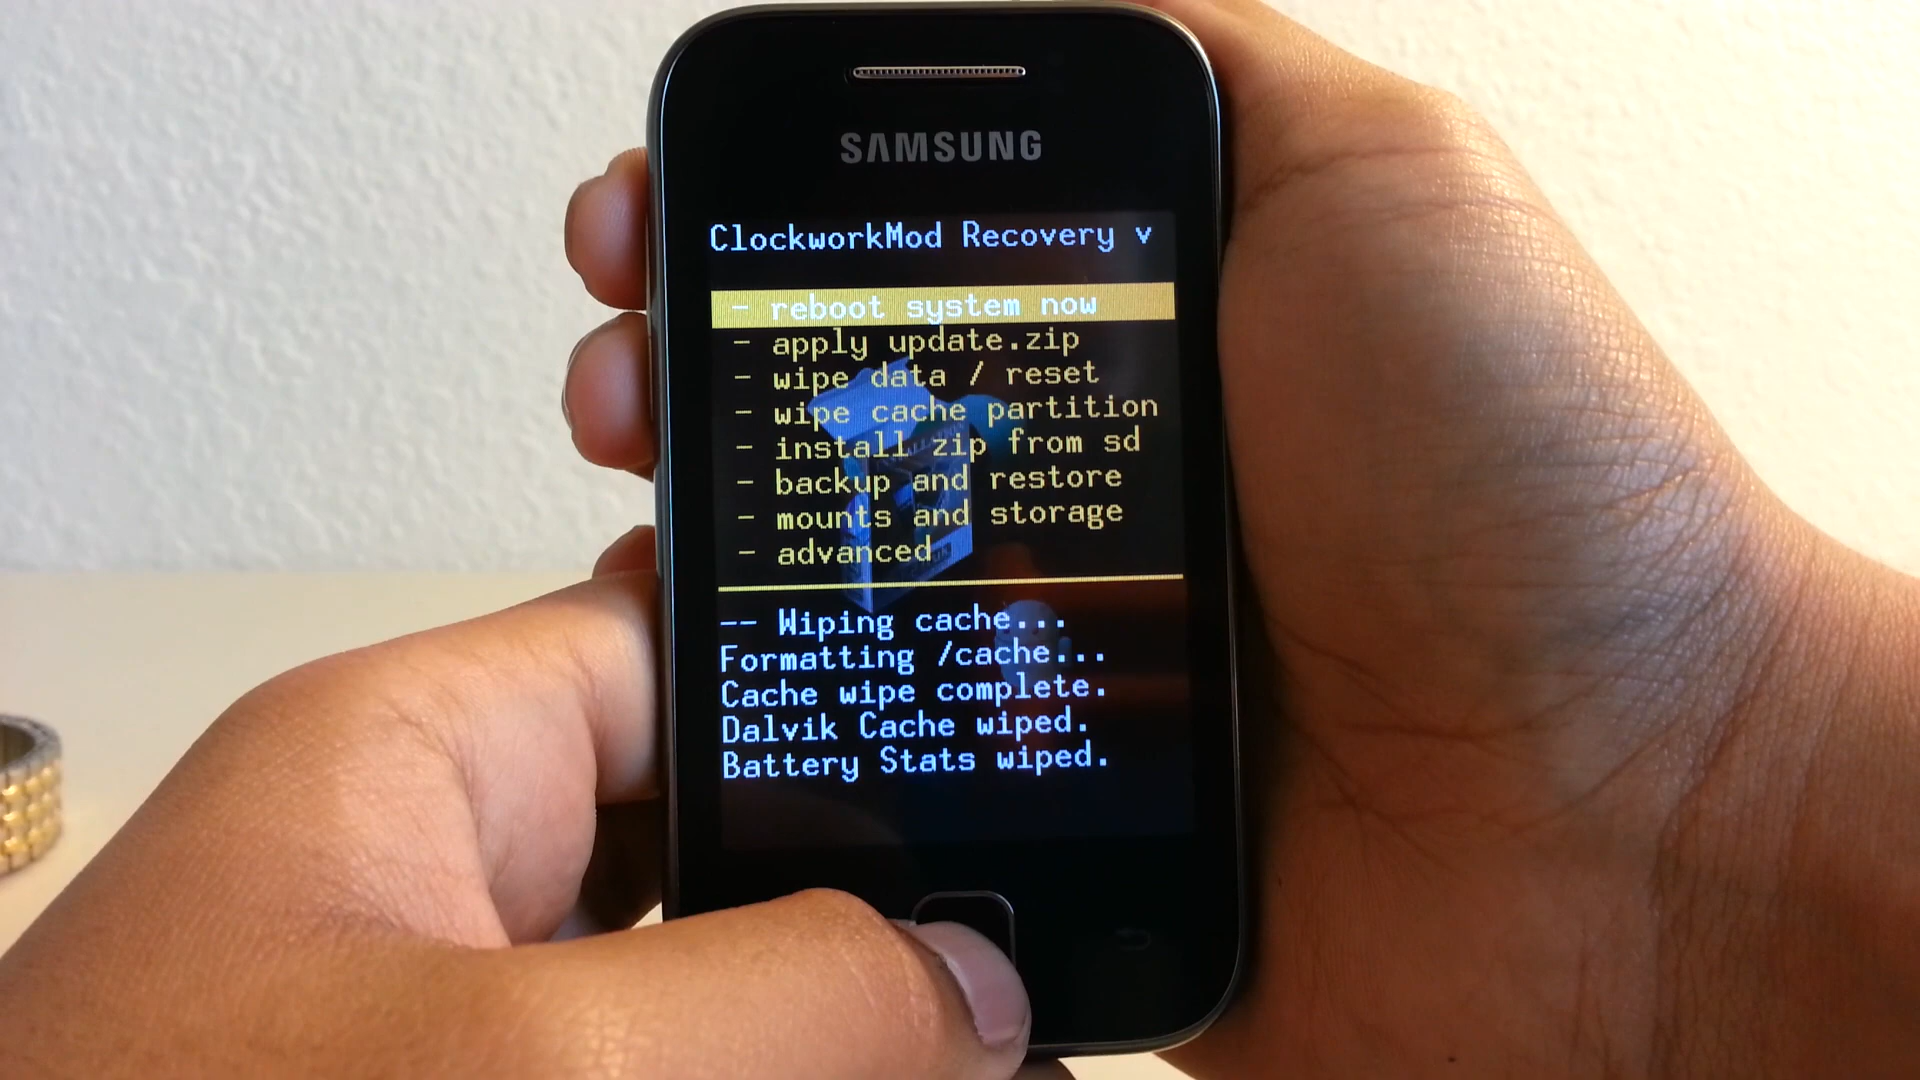 SAMSUNG
ClockworkMod Recovery v
- reboot system now
- apply update.zip
- wipe data / reset
- wipe cache partition
- install zip from sd
- backup and restore
- mounts and storage
- advanced
-- Wiping cache...
Formatting /cache...
Cache wipe complete.
Dalvik Cache wiped.
Battery Stats wiped.